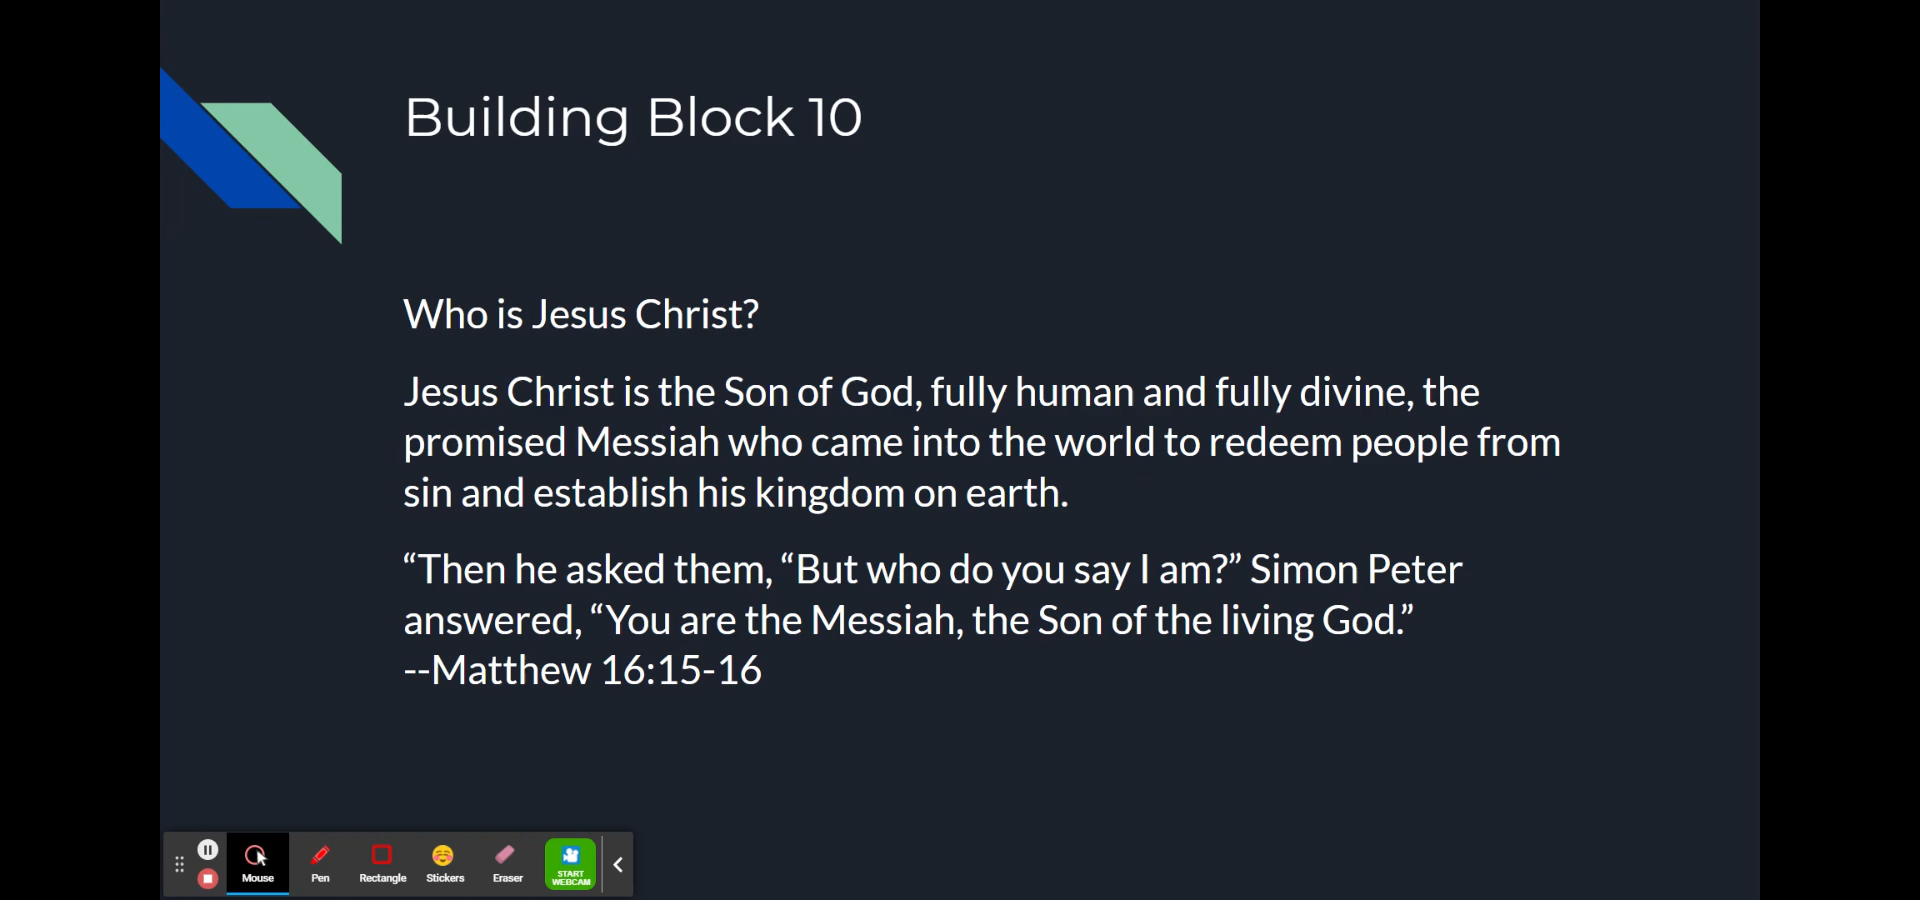 Building Block 10
Who is Jesus Christ?
Jesus Christ is the Son of God, fully human and fully divine, the
promised Messiah who came into the world to redeem people from
sin and establish his kingdom on earth.
“Then he asked them, “But who do you say I am?” Simon Peter
answered, “You are the Messiah, the Son of the living God.”
--Matthew 16:15-16
Mouse
Pen
Rectangle
Stickers
Eraser
START
WEBCAM